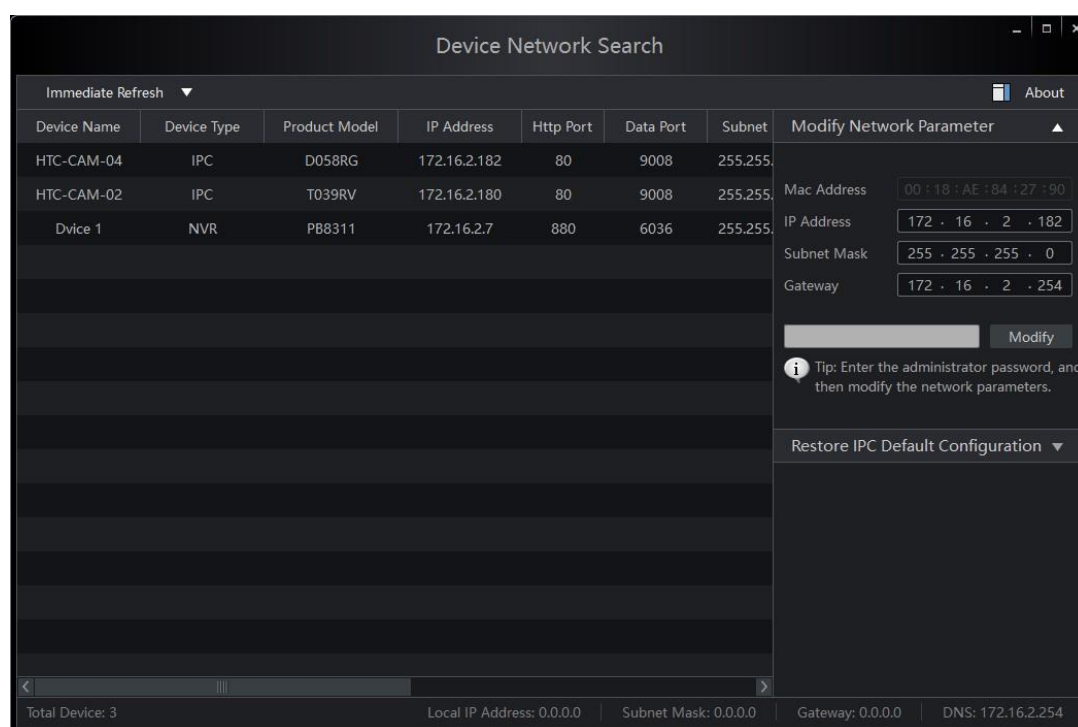 Device Network Search
Immediate Refresh ▼ About
Device Name Device Type Product Model IP Address Http Port Data Port Subnet
HTC-CAM-04 IPC D058RG 172.16.2.182 80 9008 255.255.
HTC-CAM-02 IPC T039RV 172.16.2.180 80 9008 255.255.
Dvice 1 NVR PB8311 172.16.2.7 880 6036 255.255.
Modify Network Parameter
Mac Address 00:18:AE:84:27:90
IP Address 172 . 16 . 2 . 182
Subnet Mask 255 . 255 . 255 . 0
Gateway 172 . 16 . 2 . 254
Modify
Tip: Enter the administrator password, and
then modify the network parameters.
Restore IPC Default Configuration
Total Device: 3 Local IP Address: 0.0.0.0 Subnet Mask: 0.0.0.0 Gateway: 0.0.0.0 DNS: 172.16.2.254